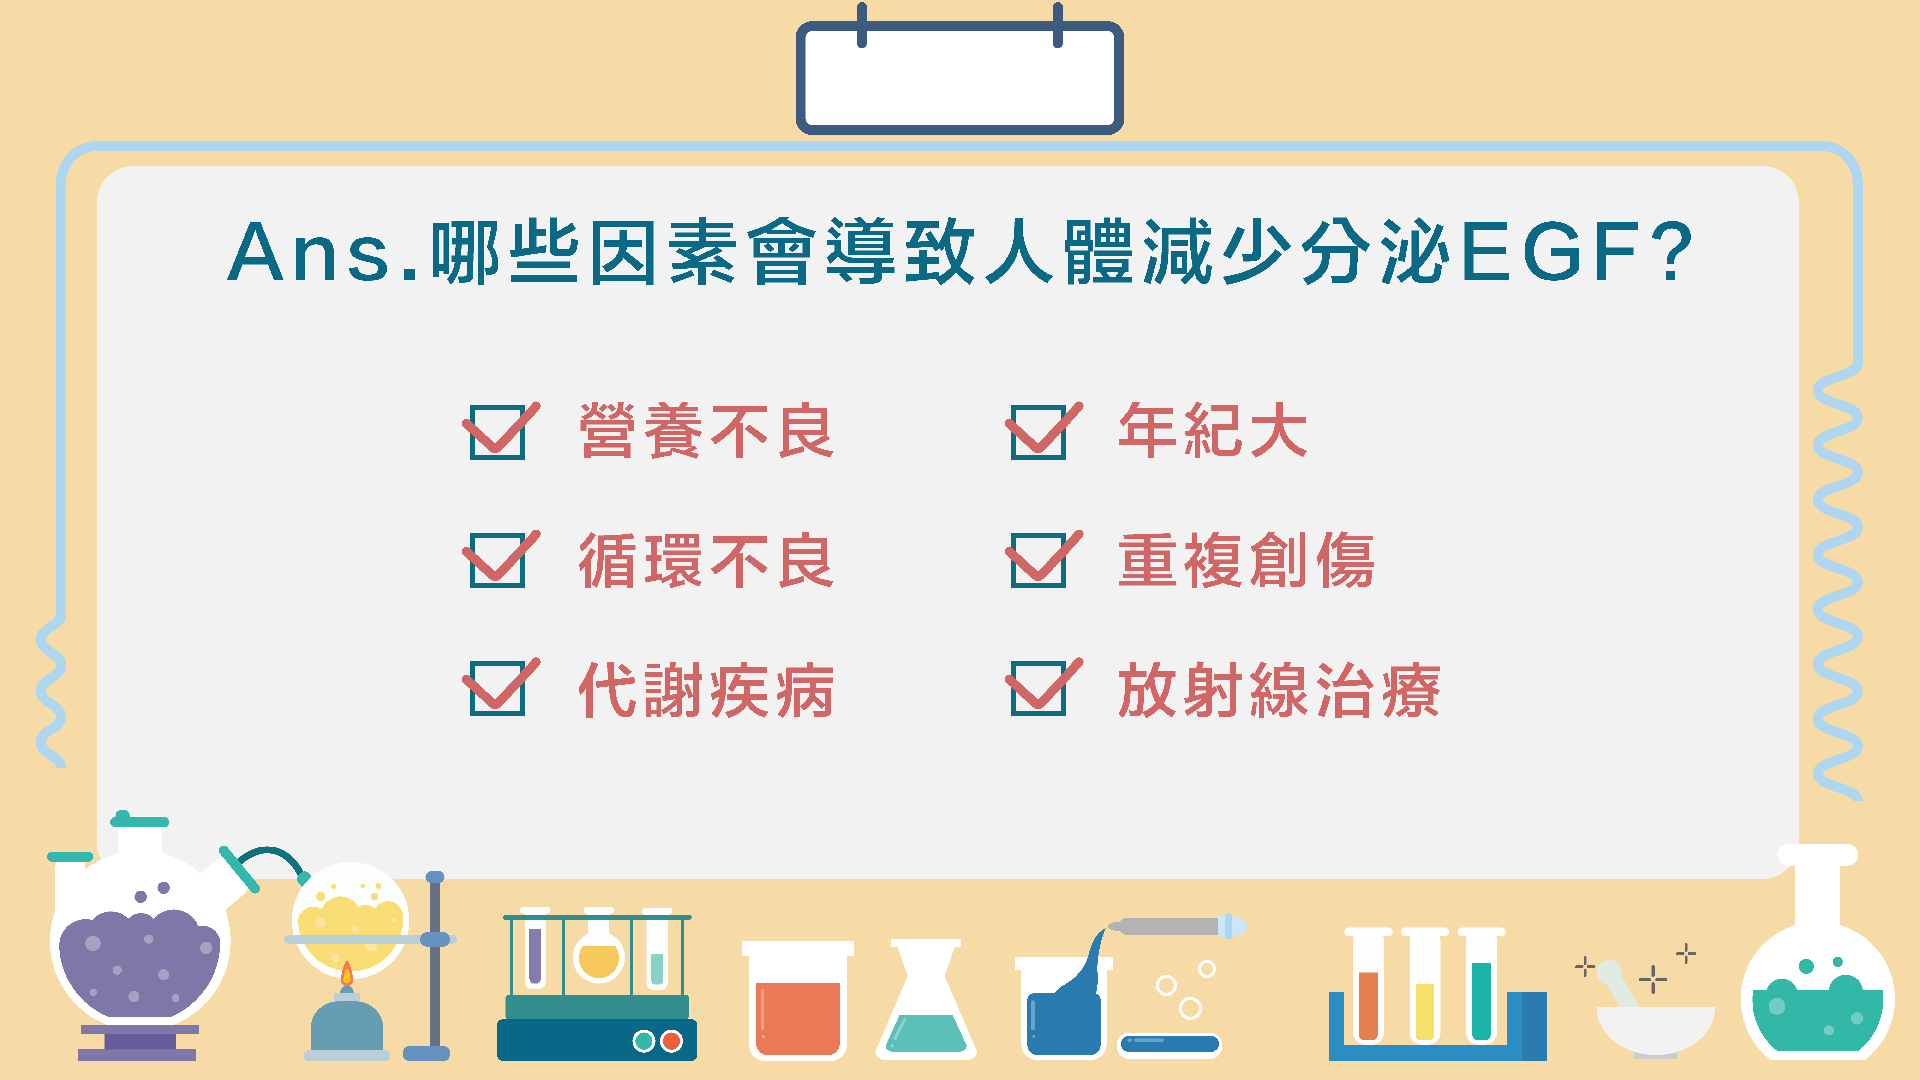 Ans.哪些因素會導致人體減少分泌EGF?
營養不良
年紀大
循環不良
重複創傷
代謝疾病
放射線治療